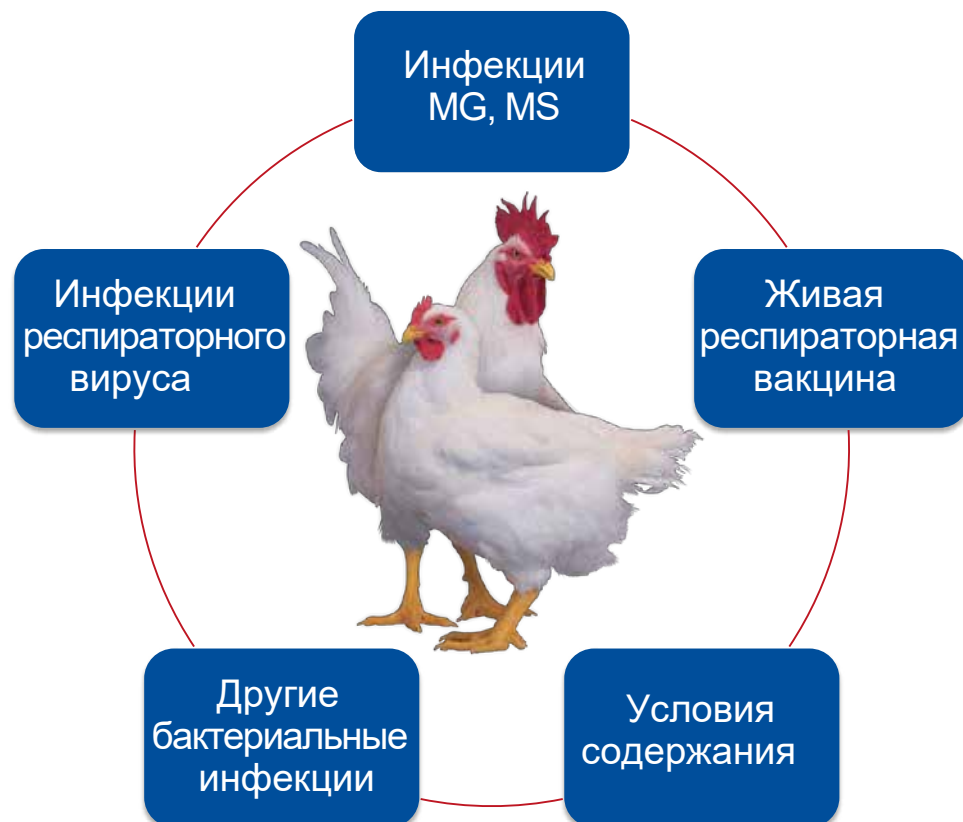 Инфекции
MG, MS
Инфекции
респираторного
вируса
Живая
респираторная
вакцина
Другие
бактериальные
инфекции
Условия
содержания